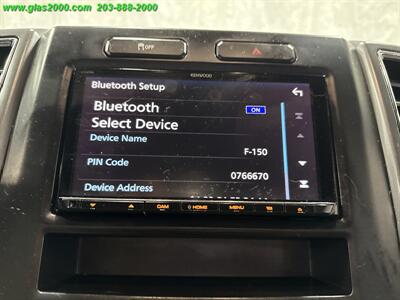 www.glas2000.com 203-888-2000
OFF
KENWOOD
Bluetooth Setup
Bluetooth ON
Select Device
Device Name
F-150
PIN Code
0766670
Device Address
CAM HOME MENU